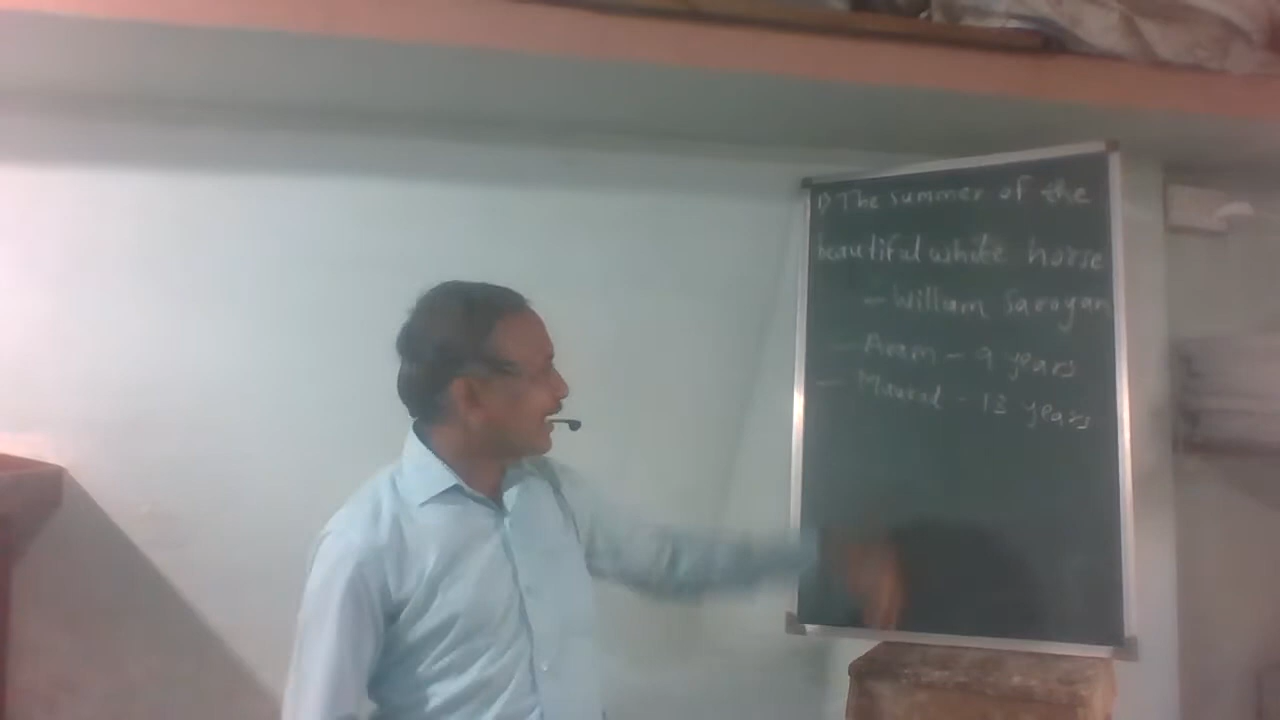 1) The summer of the
beautiful white horse
- William Saroyan
- Aram - 9 years
- Mourad - 13 years